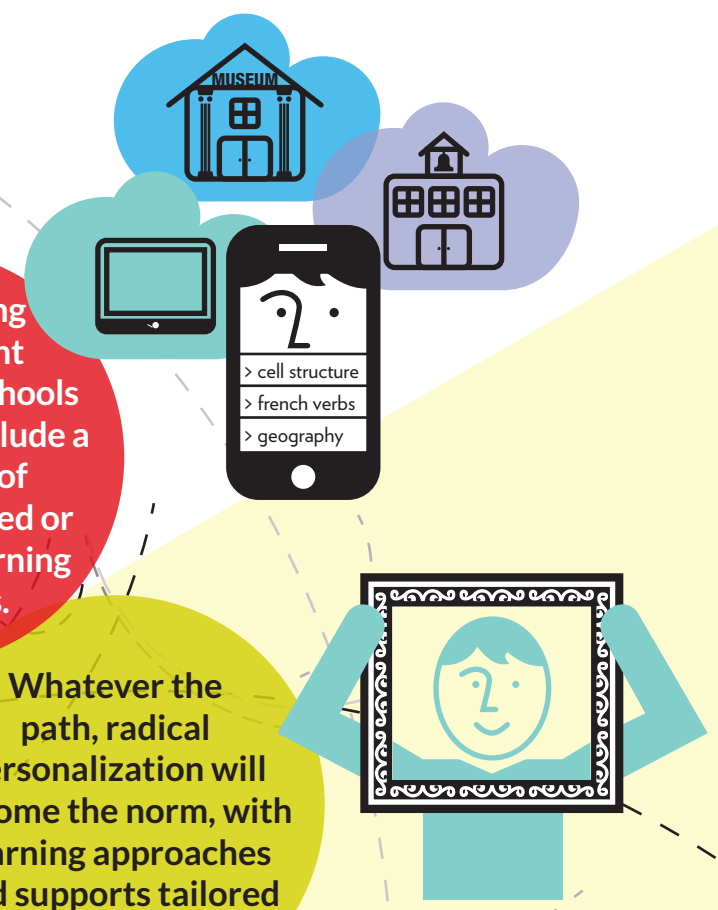 MUSEUM
> cell structure
> french verbs
> geography
ng
nt
hools
lude a
of
ed or
rning
s.
Whatever the
path, radical
ersonalization will
ome the norm, with
arning approaches
d supports tailored